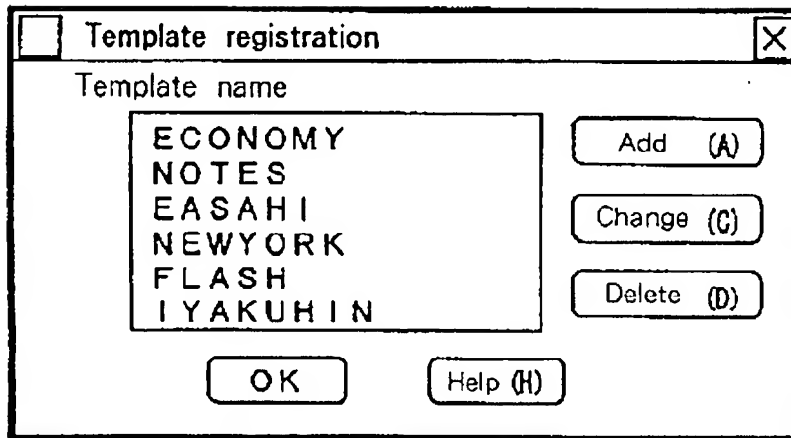 Template registration
Template name
ECONOMY
NOTES
EASAHI
NEWYORK
FLASH
IYAKUHIN
Add (A)
Change (C)
Delete (D)
OK
Help (H)